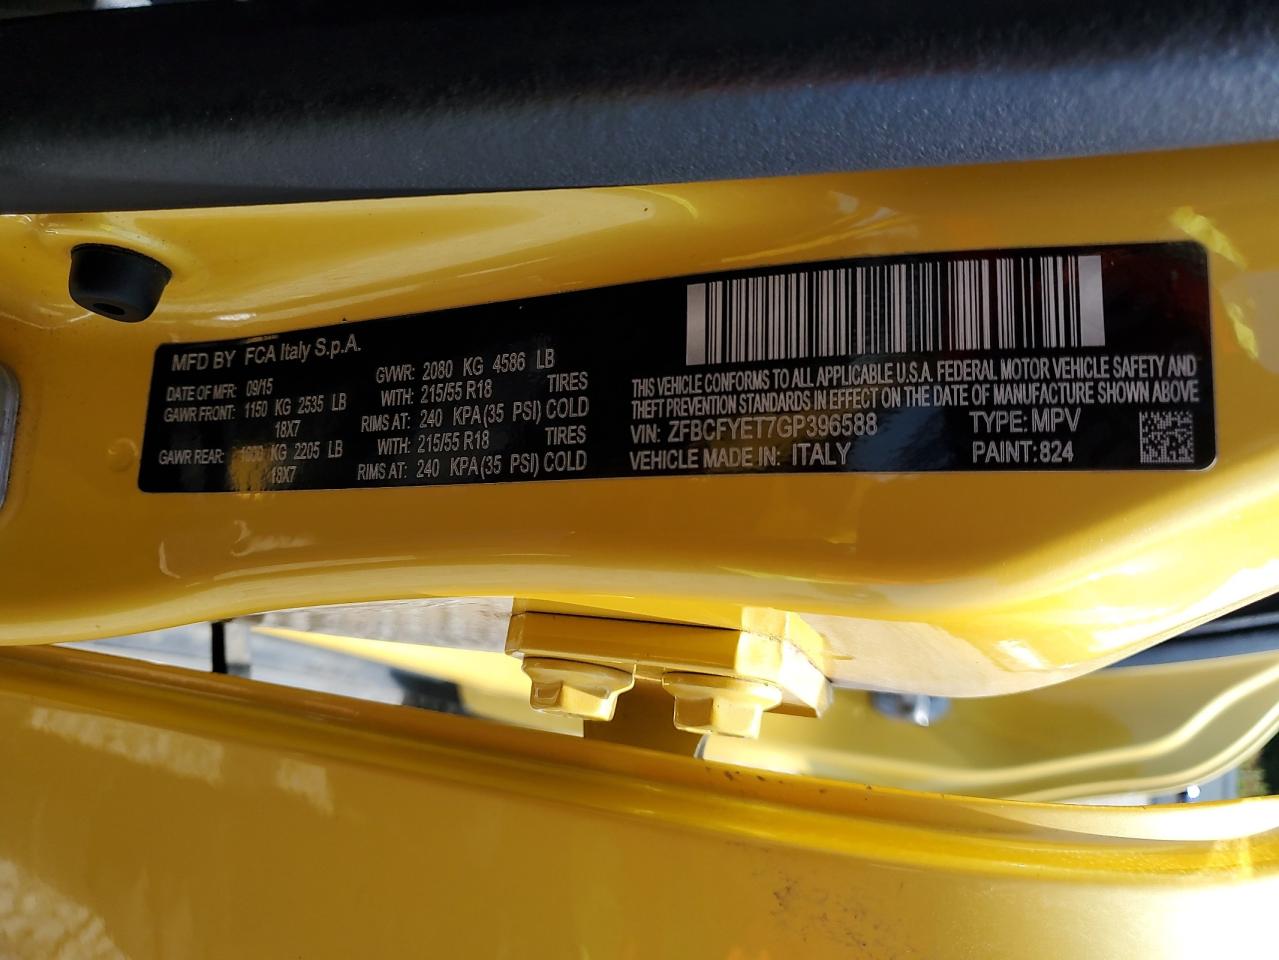 MFD BY FCA Italy S.p.A.
DATE OF MFR: 09/15 GVWR: 2080 KG 4586 LB
GAWR FRONT: 1150 KG 2535 LB WITH: 215/55 R18 TIRES
18X7 RIMS AT: 240 KPA(35 PSI) COLD
GAWR REAR: 1000 KG 2205 LB WITH: 215/55 R18 TIRES
18X7 RIMS AT: 240 KPA(35 PSI) COLD
THIS VEHICLE CONFORMS TO ALL APPLICABLE U.S.A. FEDERAL MOTOR VEHICLE SAFETY AND
THEFT PREVENTION STANDARDS IN EFFECT ON THE DATE OF MANUFACTURE SHOWN ABOVE
VIN: ZFBCFYET7GP396588 TYPE: MPV
VEHICLE MADE IN: ITALY PAINT: 824